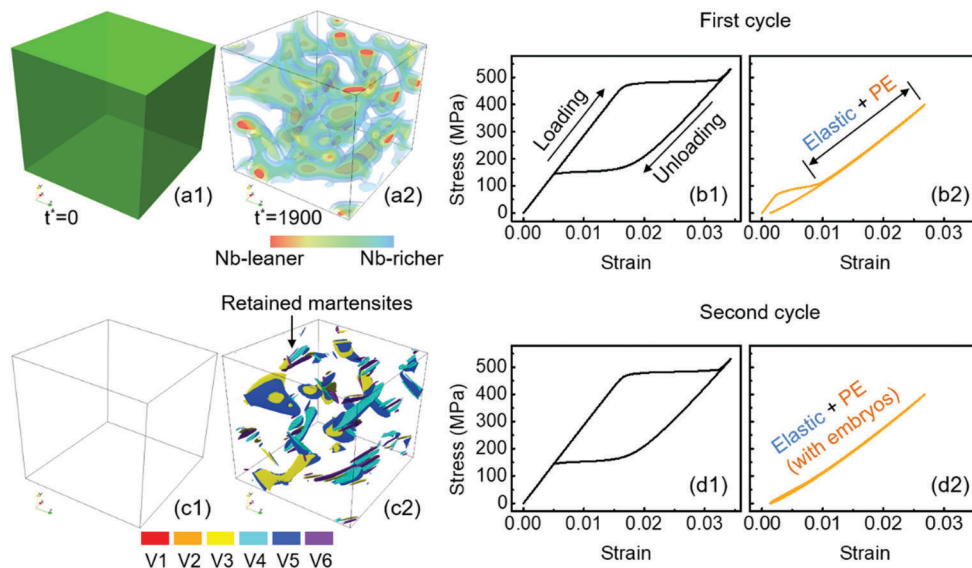 First cycle
(a1)
t*=0
(a2)
t*=1900
Nb-leaner
Nb-richer
Stress (MPa)
500
400
300
200
100
0
Loading
Unloading
(b1)
0.00
0.01
0.02
0.03
Strain
Elastic + PE
(b2)
0.00
0.01
0.02
0.03
Strain
Retained martensites
(c1)
(c2)
V1
V2
V3
V4
V5
V6
Second cycle
Stress (MPa)
500
400
300
200
100
0
(d1)
0.00
0.01
0.02
0.03
Strain
Elastic + PE
(with embryos)
(d2)
0.00
0.01
0.02
0.03
Strain